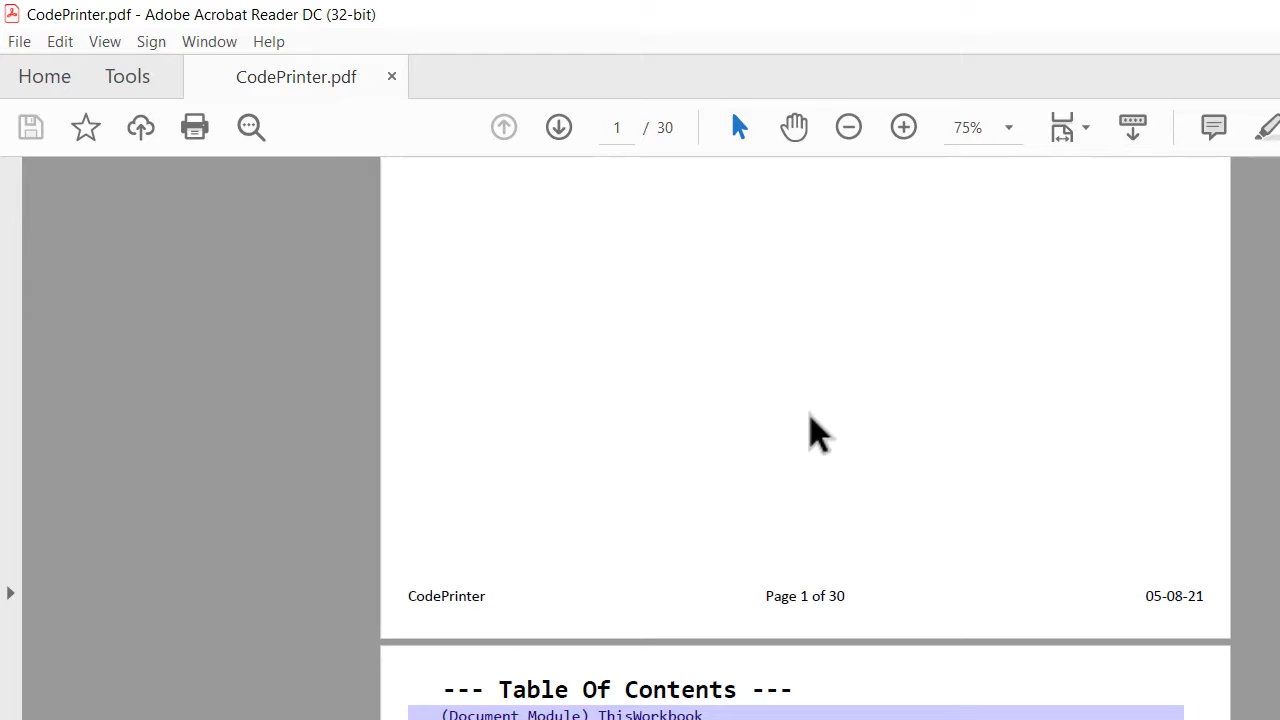 CodePrinter.pdf - Adobe Acrobat Reader DC (32-bit)
File Edit View Sign Window Help
Home Tools CodePrinter.pdf ×
1 / 30 75%
CodePrinter Page 1 of 30 05-08-21
--- Table Of Contents ---
(Document Module) ThisWorkbook